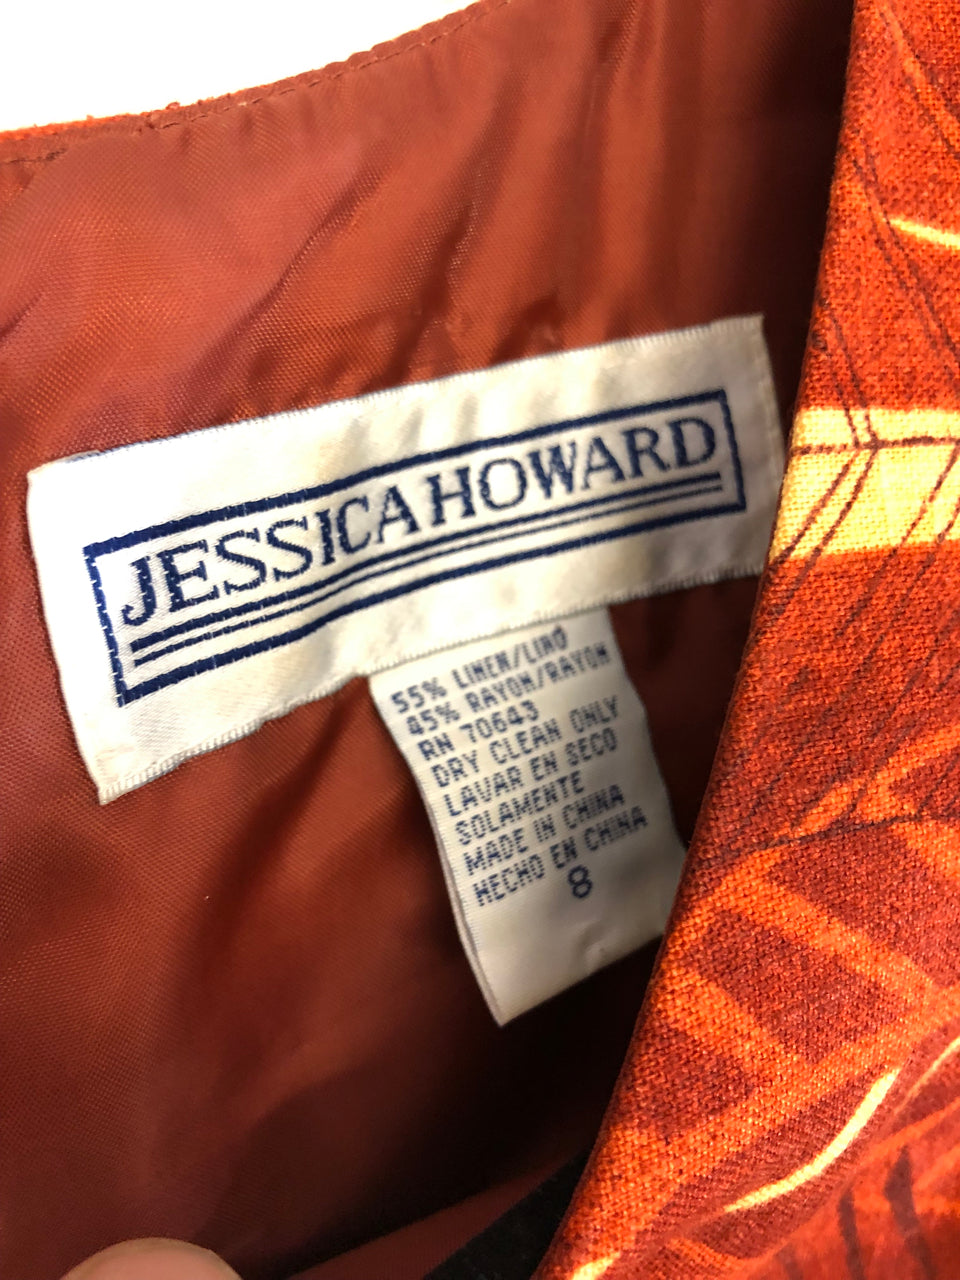 JESSICA HOWARD
55% LINEN/LINO
45% RAYON/RAYON
RN 70643
DRY CLEAN ONLY
LAVAR EN SECO
SOLAMENTE
MADE IN CHINA
HECHO EN CHINA
8